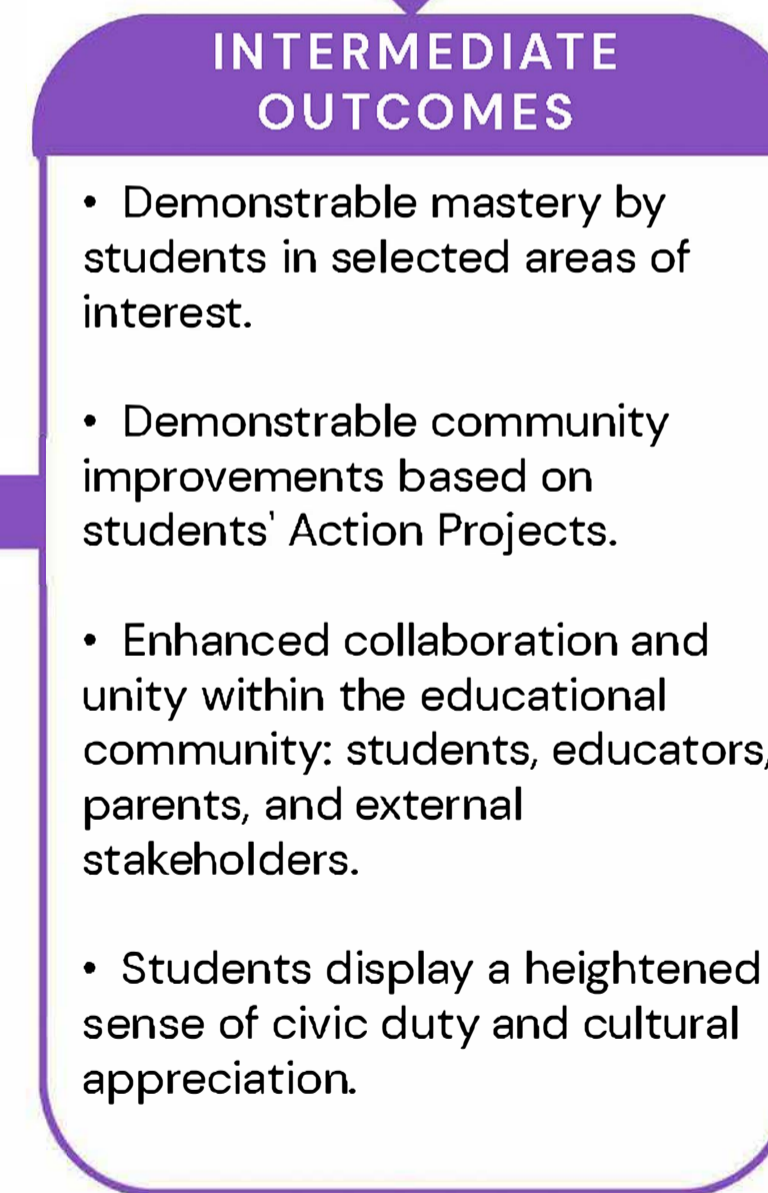 INTERMEDIATE
OUTCOMES
• Demonstrable mastery by
students in selected areas of
interest.
• Demonstrable community
improvements based on
students' Action Projects.
• Enhanced collaboration and
unity within the educational
community: students, educators,
parents, and external
stakeholders.
• Students display a heightened
sense of civic duty and cultural
appreciation.